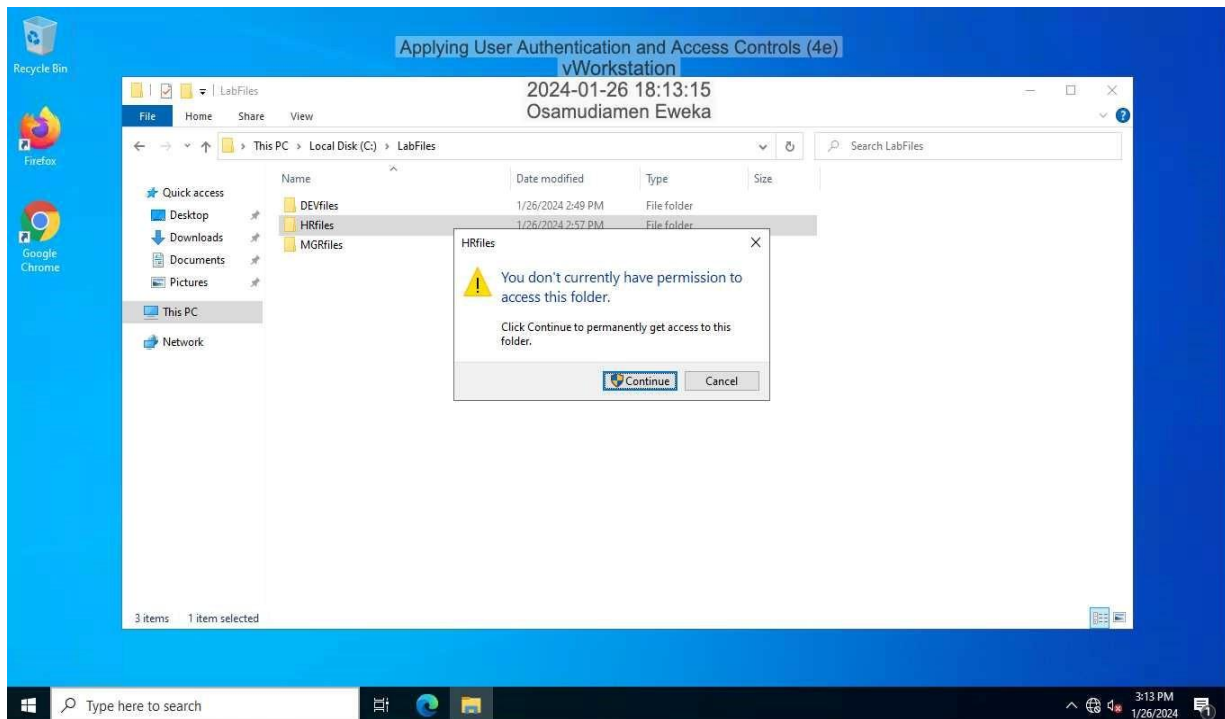 Recycle Bin
Applying User Authentication and Access Controls (4e)
vWorkstation
2024-01-26 18:13:15
Osamudiamen Eweka
LabFiles
File Home Share View
This PC > Local Disk (C:) > LabFiles
Search LabFiles
Firefox
Google
Chrome
Quick access
Desktop
Downloads
Documents
Pictures
This PC
Network
Name Date modified Type Size
DEVfiles 1/26/2024 2:49 PM File folder
HRfiles 1/26/2024 2:57 PM File folder
MGRfiles
HRfiles
You don't currently have permission to
access this folder.
Click Continue to permanently get access to this
folder.
Continue Cancel
3 items 1 item selected
Type here to search
3:13 PM
1/26/2024
1